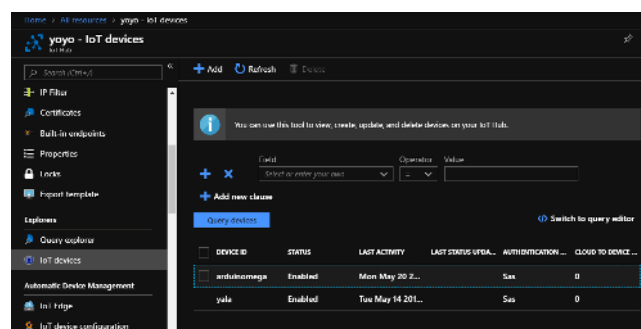 Home > All resources > yoyo - IoT devices
yoyo - IoT devices
IoT Hub
Search (Ctrl+/)
«
IP Filter
Certificates
Built-in endpoints
Properties
Locks
Export template
Explorers
Query explorer
IoT devices
Automatic Device Management
IoT Edge
IoT device configuration
Add Refresh Delete
You can use this tool to view, create, update, and delete devices on your IoT Hub.
Field Operator Value
Select or enter your own =
Add new clause
Query devices
Switch to query editor
DEVICE ID STATUS LAST ACTIVITY LAST STATUS UPDA... AUTHENTICATION ... CLOUD TO DEVICE ...
arduinomega Enabled Mon May 20 2... Sas 0
yala Enabled Tue May 14 201... Sas 0